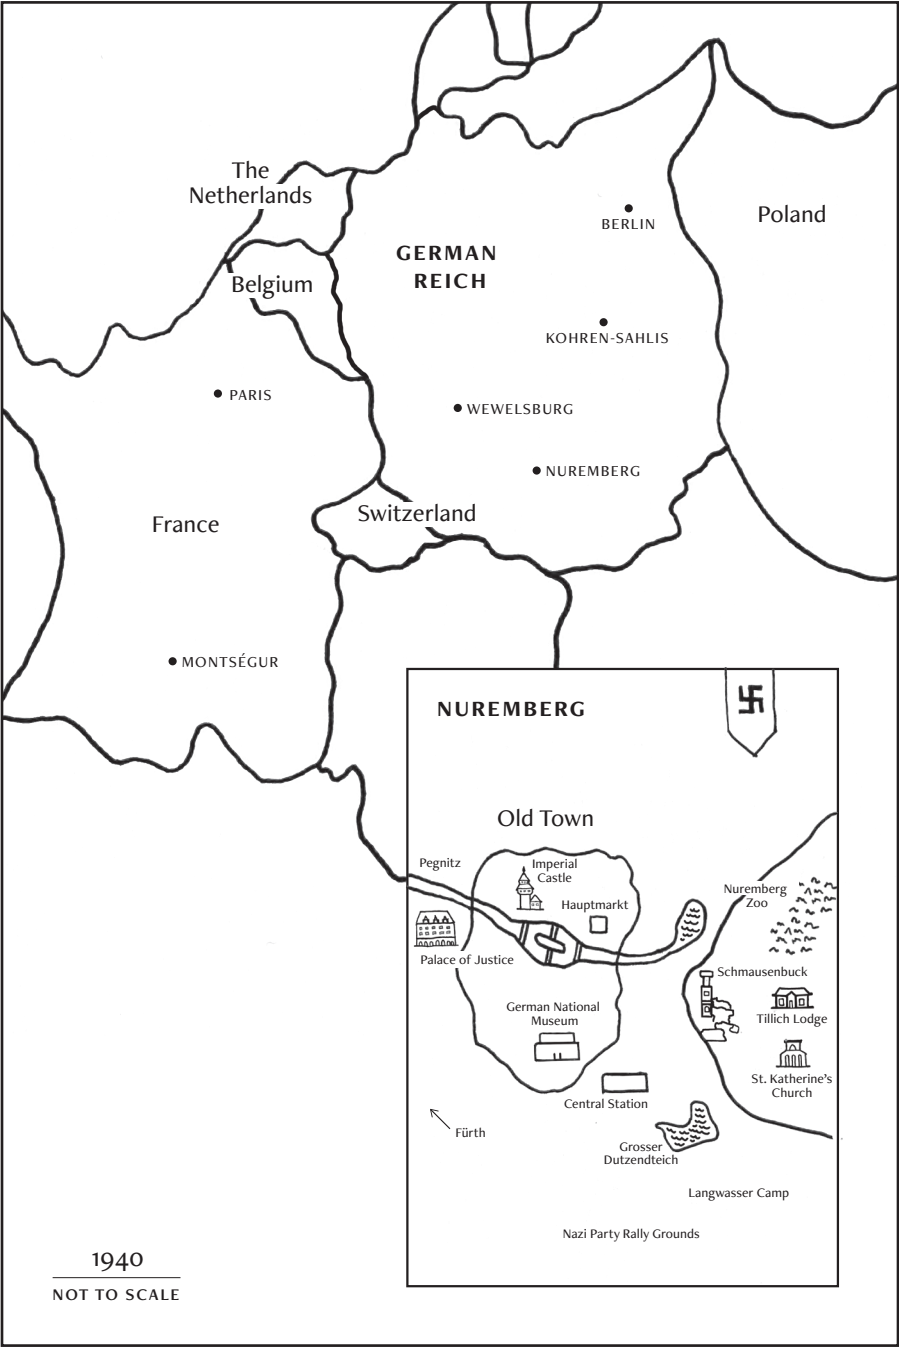 The
Netherlands
Belgium
GERMAN
REICH
BERLIN
Poland
KOHREN-SAHLIS
PARIS
WEWELSBURG
NUREMBERG
France
Switzerland
MONTSÉGUR
NUREMBERG
Old Town
Pegnitz
Imperial
Castle
Hauptmarkt
Nuremberg
Zoo
Palace of Justice
Schmausenbuck
German National
Museum
Tillich Lodge
St. Katherine's
Church
Central Station
Fürth
Grosser
Dutzendteich
Langwasser Camp
Nazi Party Rally Grounds
1940
NOT TO SCALE